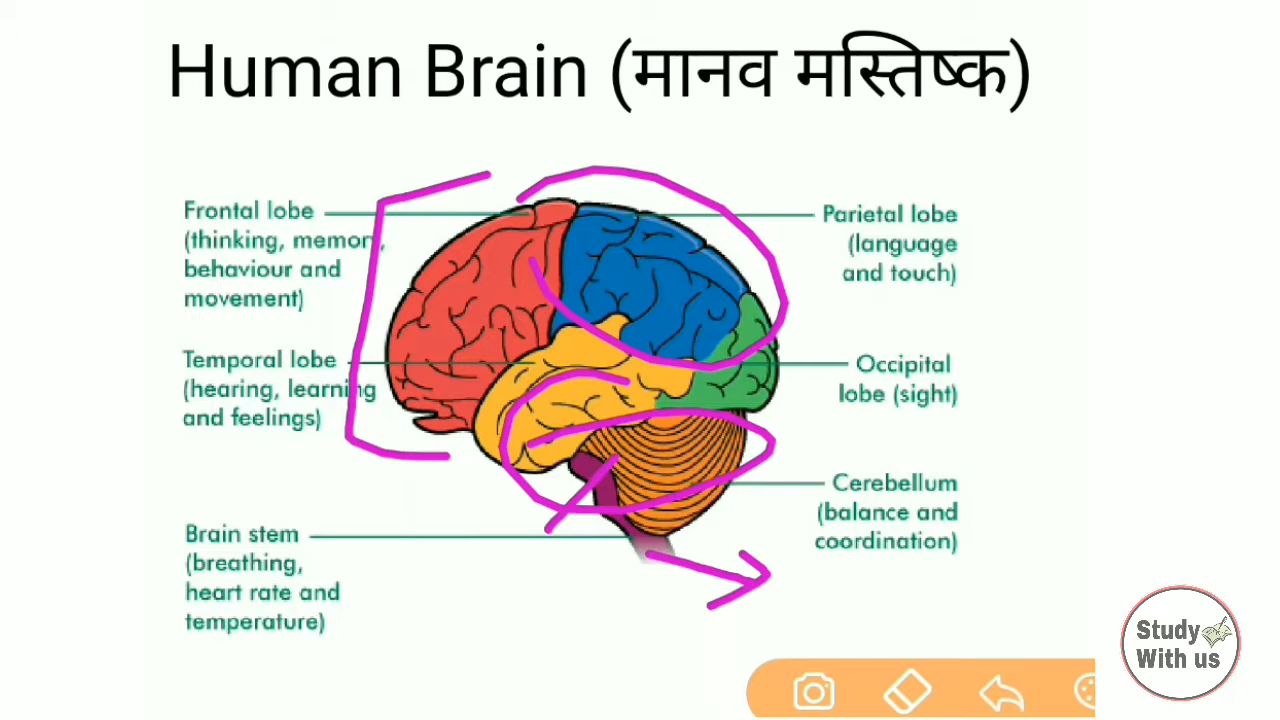 Human Brain (मानव मस्तिष्क)
Frontal lobe
(thinking, memory,
behaviour and
movement)
Temporal lobe
(hearing, learning
and feelings)
Brain stem
(breathing,
heart rate and
temperature)
Parietal lobe
(language
and touch)
Occipital
lobe (sight)
Cerebellum
(balance and
coordination)
Study
With us